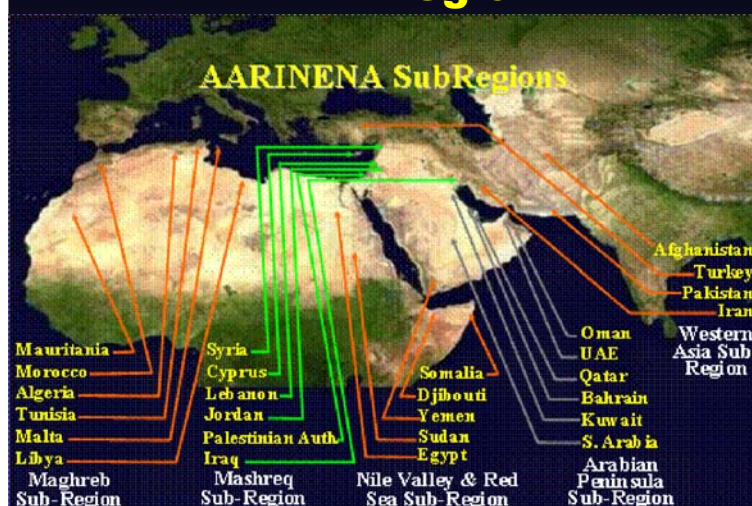 AARINENA SubRegions
Mauritania
Morocco
Algeria
Tunisia
Malta
Libya
Maghreb
Sub-Region
Syria
Cyprus
Lebanon
Jordan
Palestinian Auth
Iraq
Mashreq
Sub-Region
Somalia
Djibouti
Yemen
Sudan
Egypt
Nile Valley & Red
Sea Sub-Region
Oman
UAE
Qatar
Bahrain
Kuwait
S. Arabia
Arabian
Peninsula
Sub-Region
Afghanistan
Turkey
Pakistan
Iran
Western
Asia Sub
Region